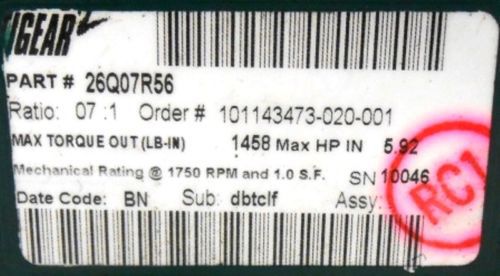 IGEAR
PART # 26Q07R56
Ratio: 07 :1 Order # 101143473-020-001
MAX TORQUE OUT (LB-IN) 1458 Max HP IN 5.92
Mechanical Rating @ 1750 RPM and 1.0 S.F. SN 10046
Date Code: BN Sub: dbtclf Assy:
RC1